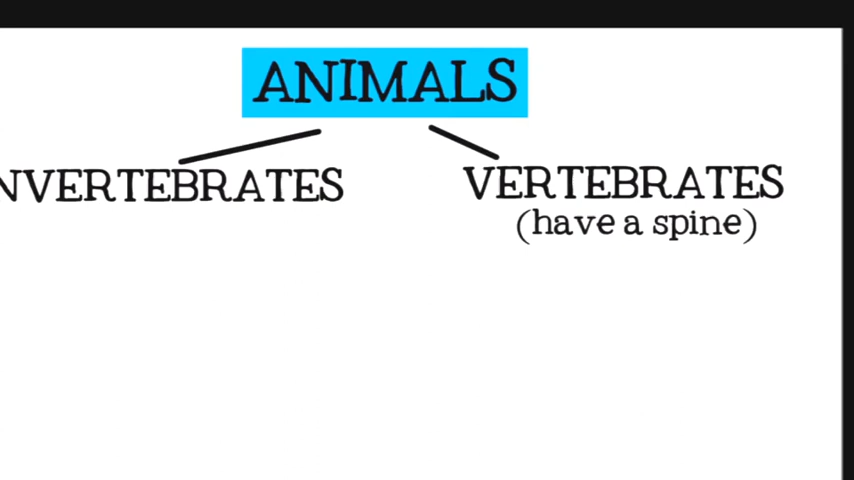 ANIMALS
NVERTEBRATES
VERTEBRATES
(have a spine)